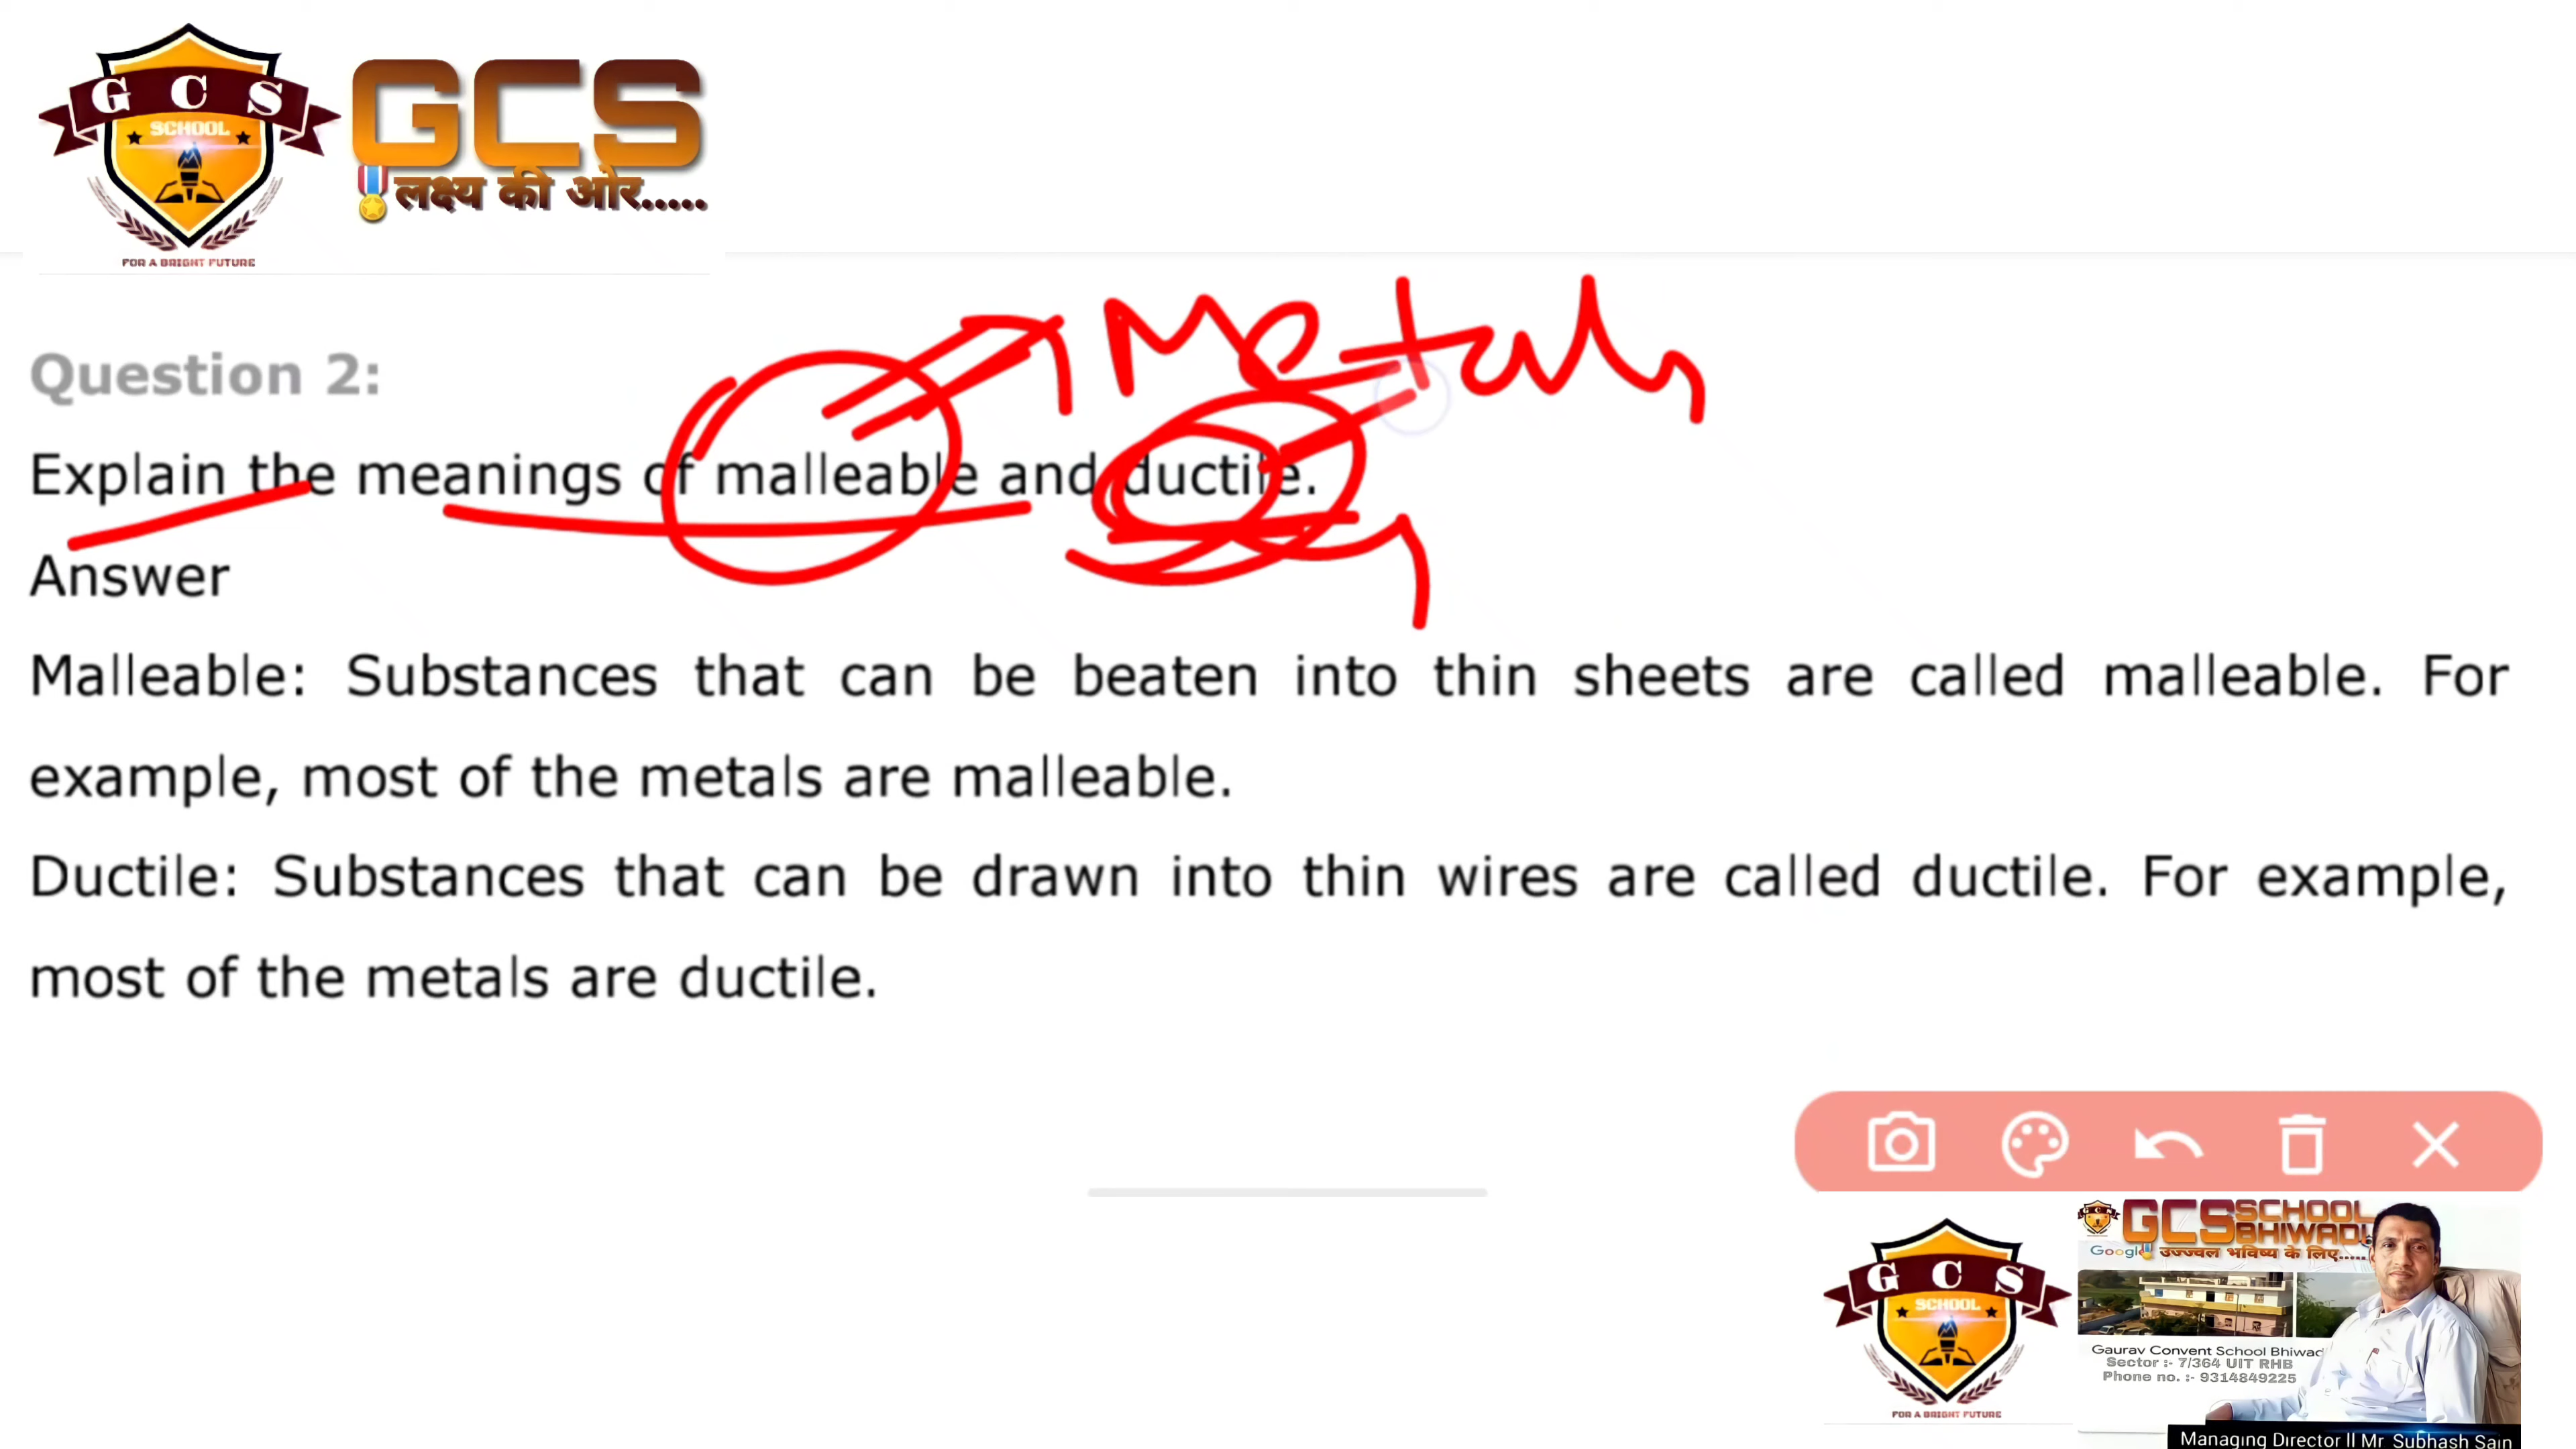 G C S
SCHOOL
FOR A BRIGHT FUTURE
GCS
लक्ष्य की ओर.....
Metals
Question 2:
Explain the meanings of malleable and ductile.
Answer
Malleable: Substances that can be beaten into thin sheets are called malleable. For
example, most of the metals are malleable.
Ductile: Substances that can be drawn into thin wires are called ductile. For example,
most of the metals are ductile.
G C S
SCHOOL
FOR A BRIGHT FUTURE
GCS SCHOOL BHIWADI
Google उज्ज्वल भविष्य के लिए.....
Gaurav Convent School Bhiwad
Sector :- 7/364 UIT RHB
Phone no. :- 9314849225
Managing Director II Mr Subhash Sain